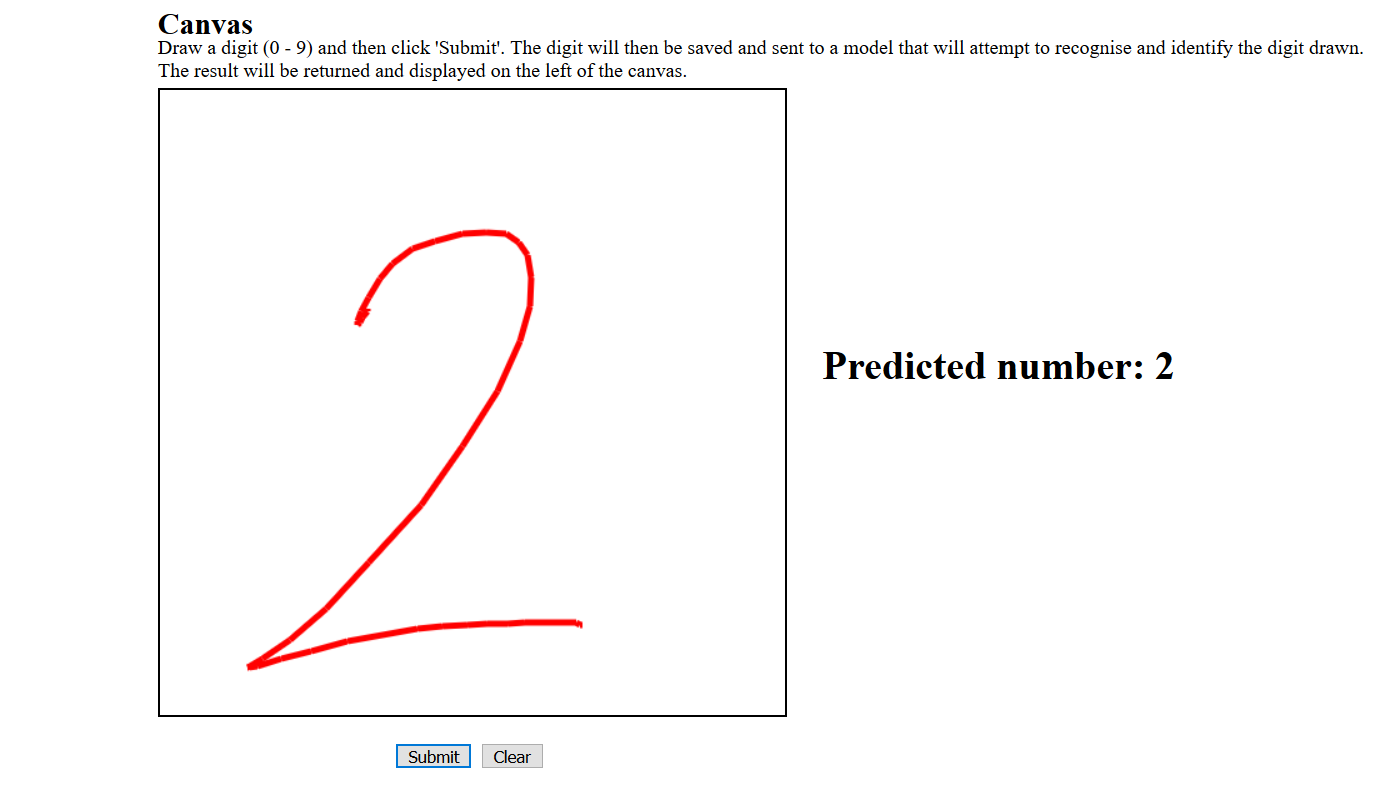 Canvas
Draw a digit (0 - 9) and then click 'Submit'. The digit will then be saved and sent to a model that will attempt to recognise and identify the digit drawn.
The result will be returned and displayed on the left of the canvas.
2
Predicted number: 2
Submit
Clear